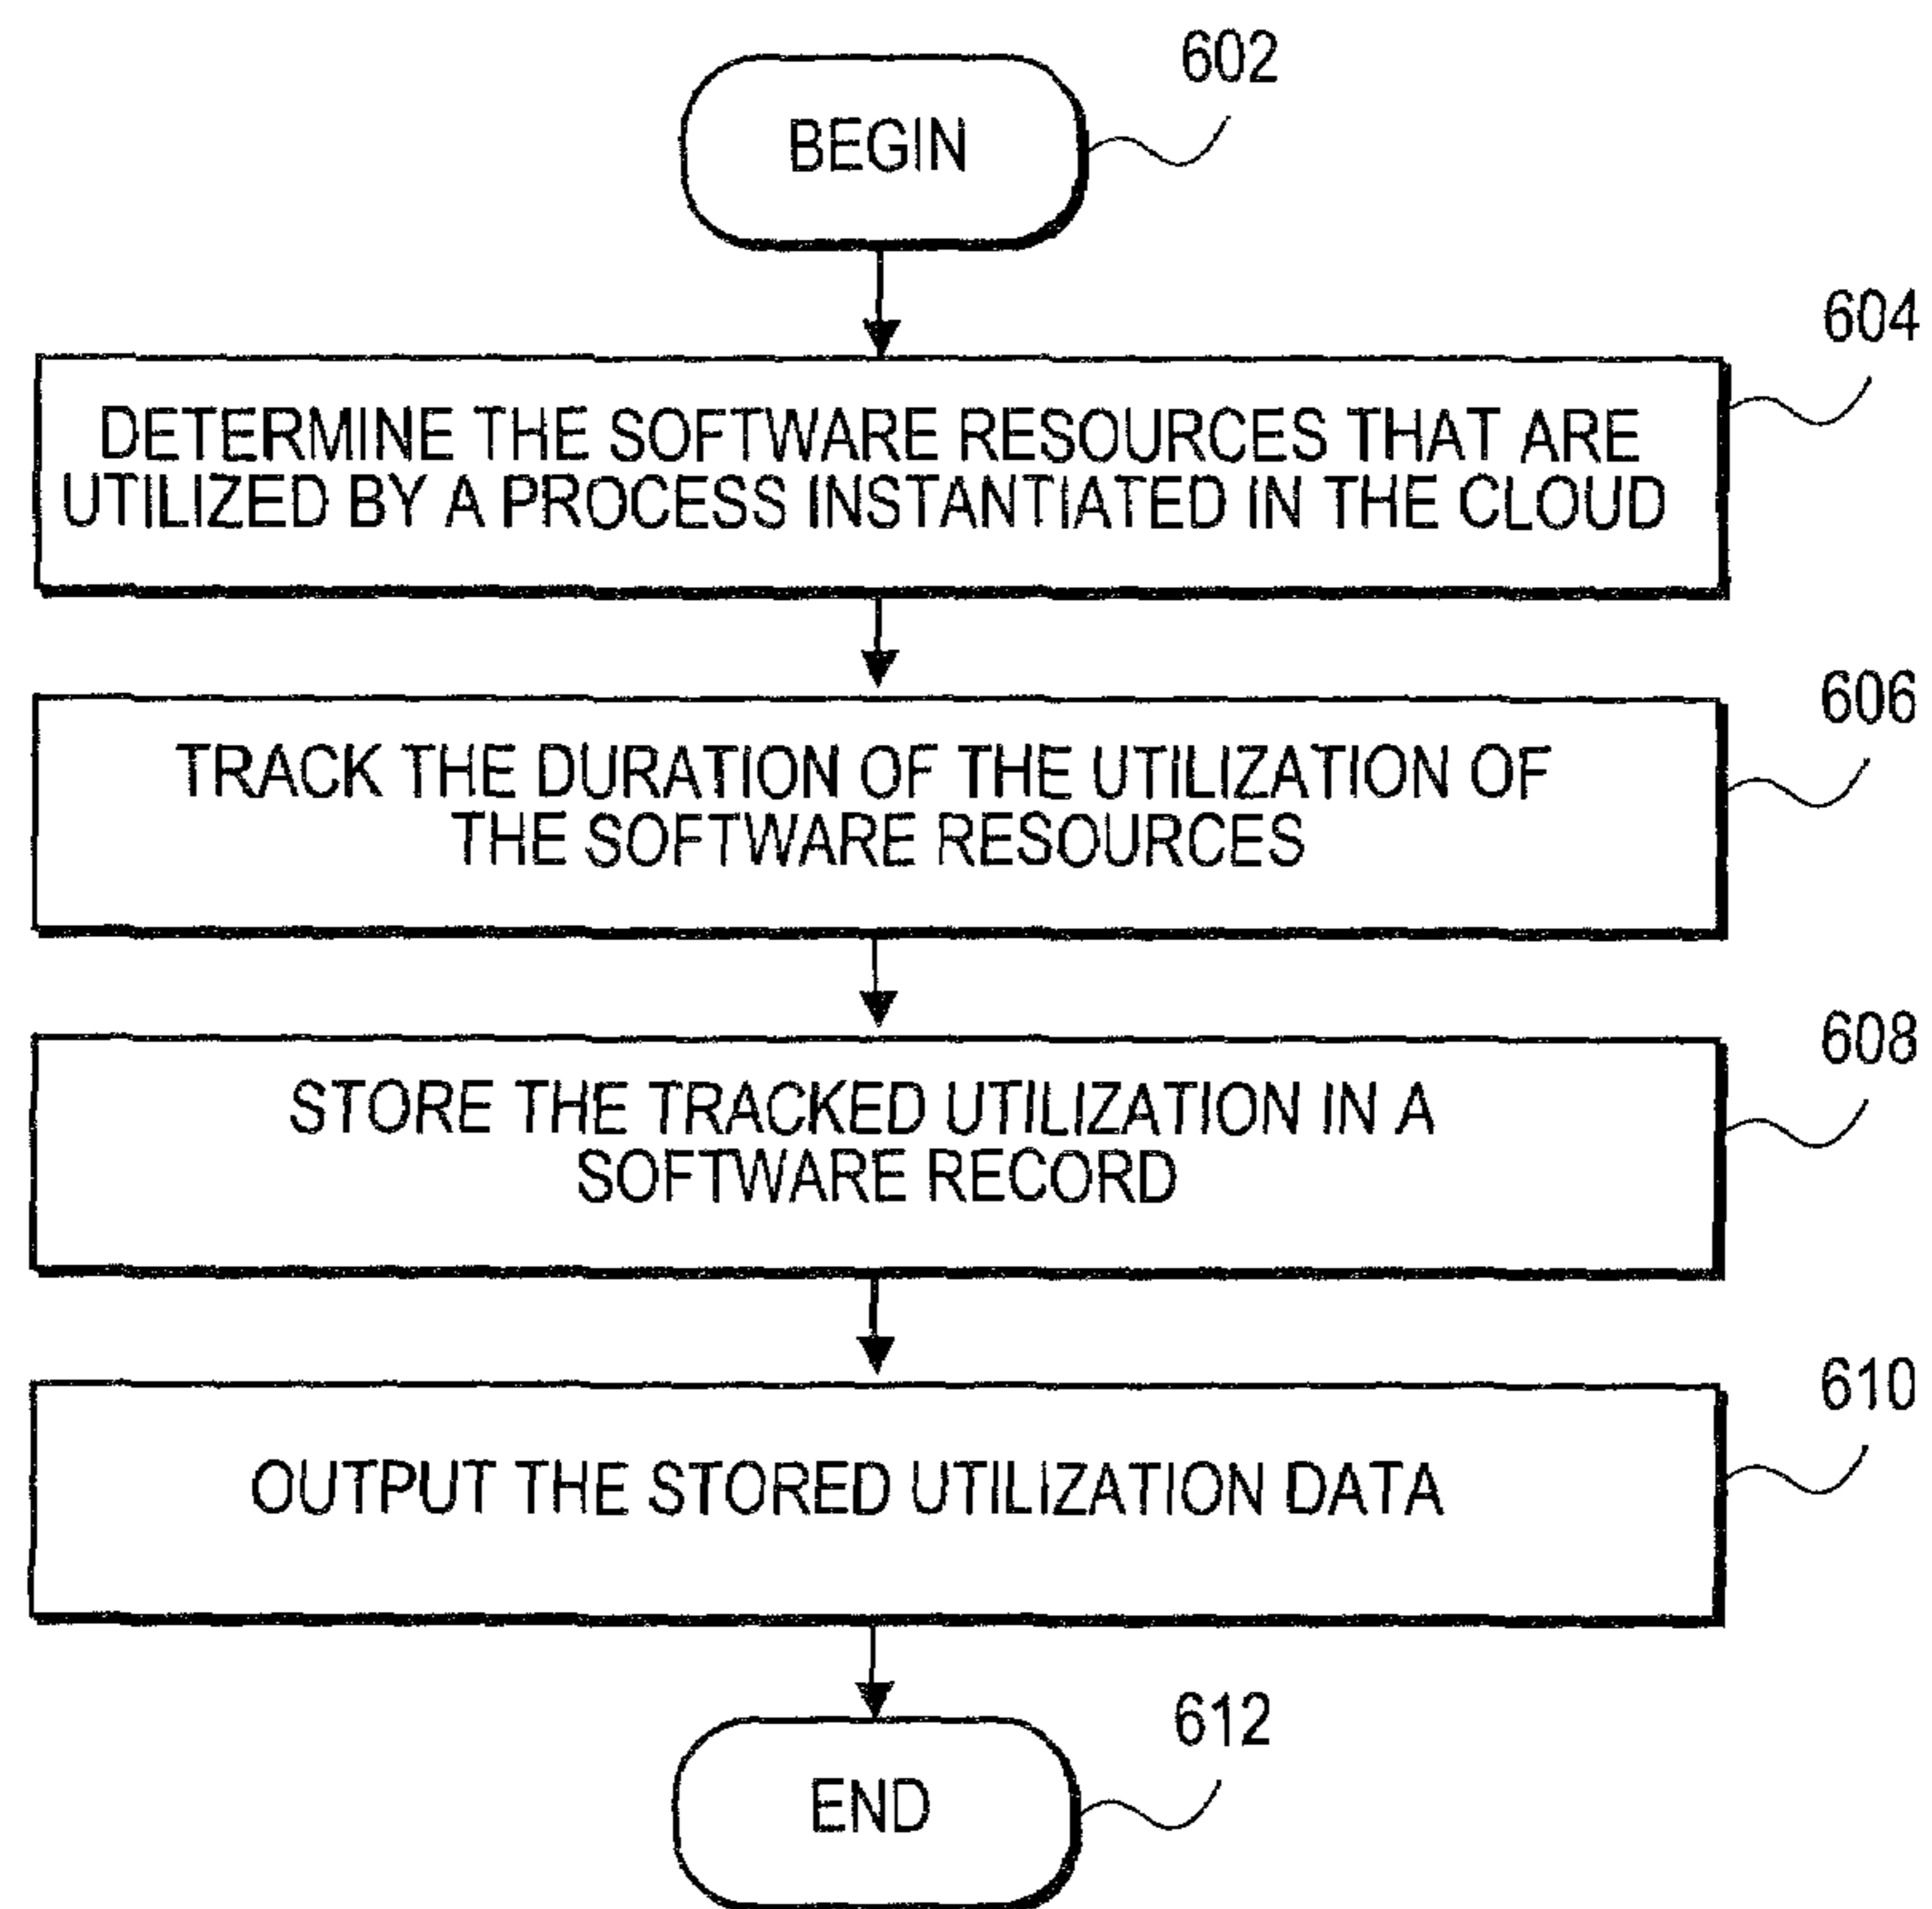 602
BEGIN
604
DETERMINE THE SOFTWARE RESOURCES THAT ARE
UTILIZED BY A PROCESS INSTANTIATED IN THE CLOUD
606
TRACK THE DURATION OF THE UTILIZATION OF
THE SOFTWARE RESOURCES
608
STORE THE TRACKED UTILIZATION IN A
SOFTWARE RECORD
610
OUTPUT THE STORED UTILIZATION DATA
612
END